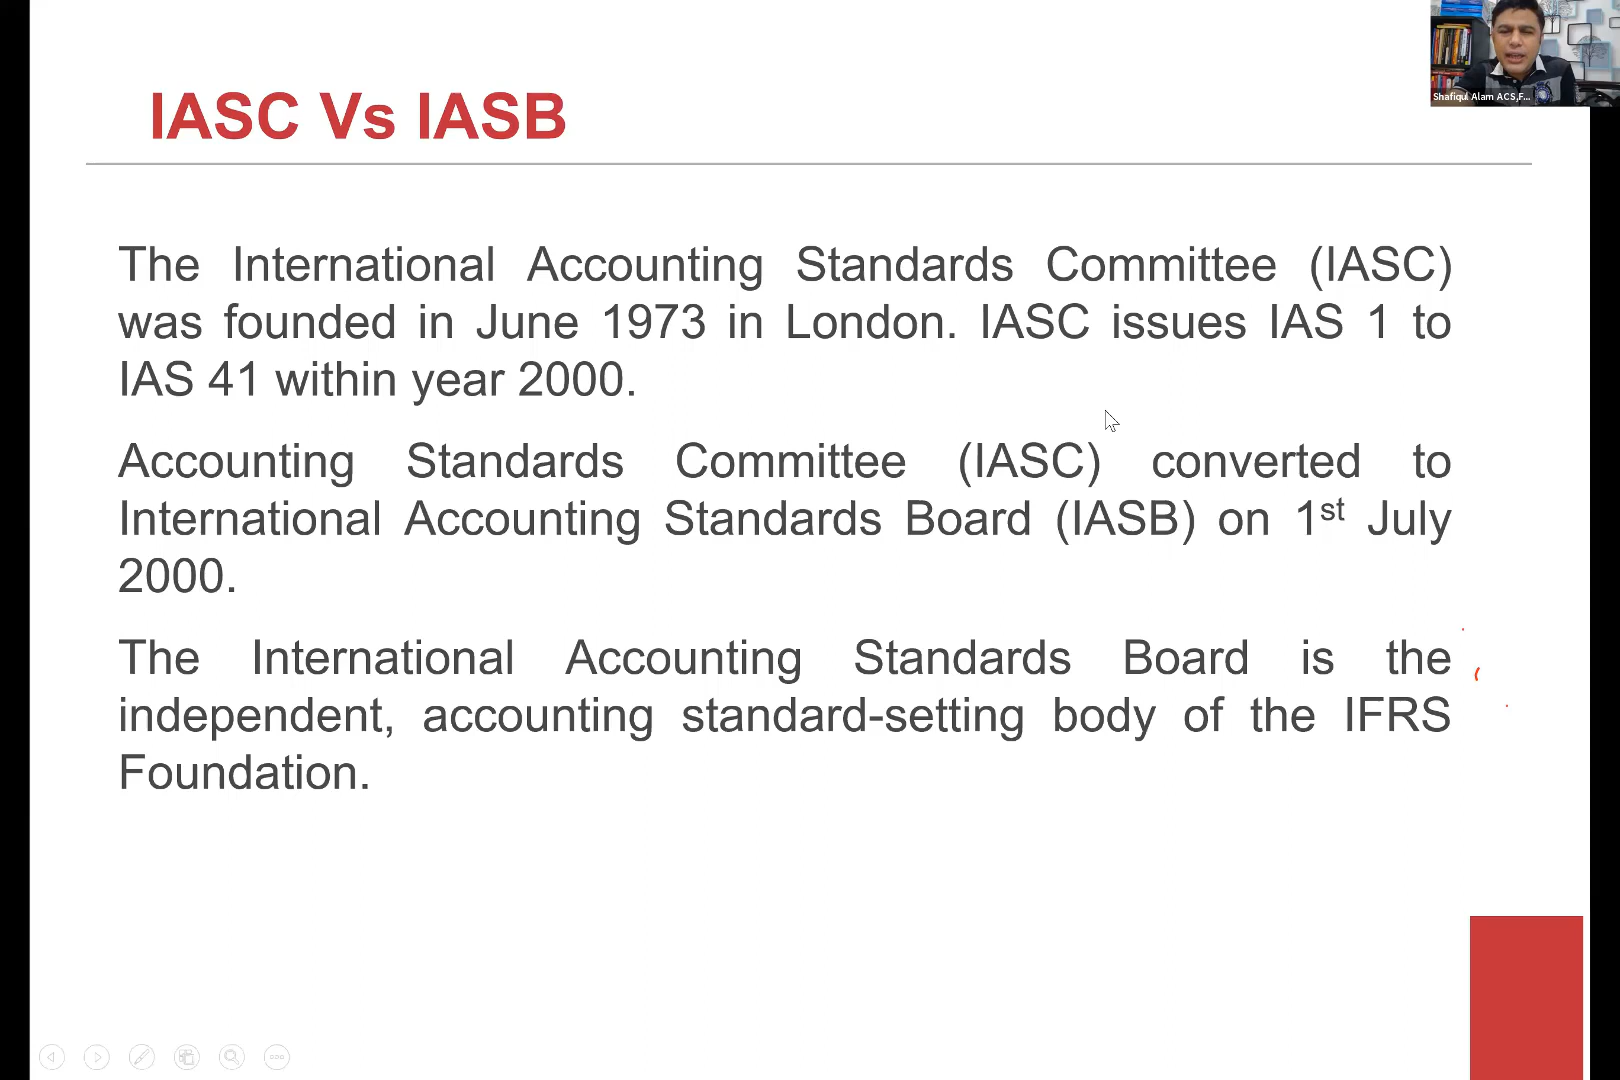 IASC Vs IASB
Shafiqul Alam ACS,F...
The International Accounting Standards Committee (IASC)
was founded in June 1973 in London. IASC issues IAS 1 to
IAS 41 within year 2000.
Accounting Standards Committee (IASC) converted to
International Accounting Standards Board (IASB) on 1st July
2000.
The International Accounting Standards Board is the
independent, accounting standard-setting body of the IFRS
Foundation.